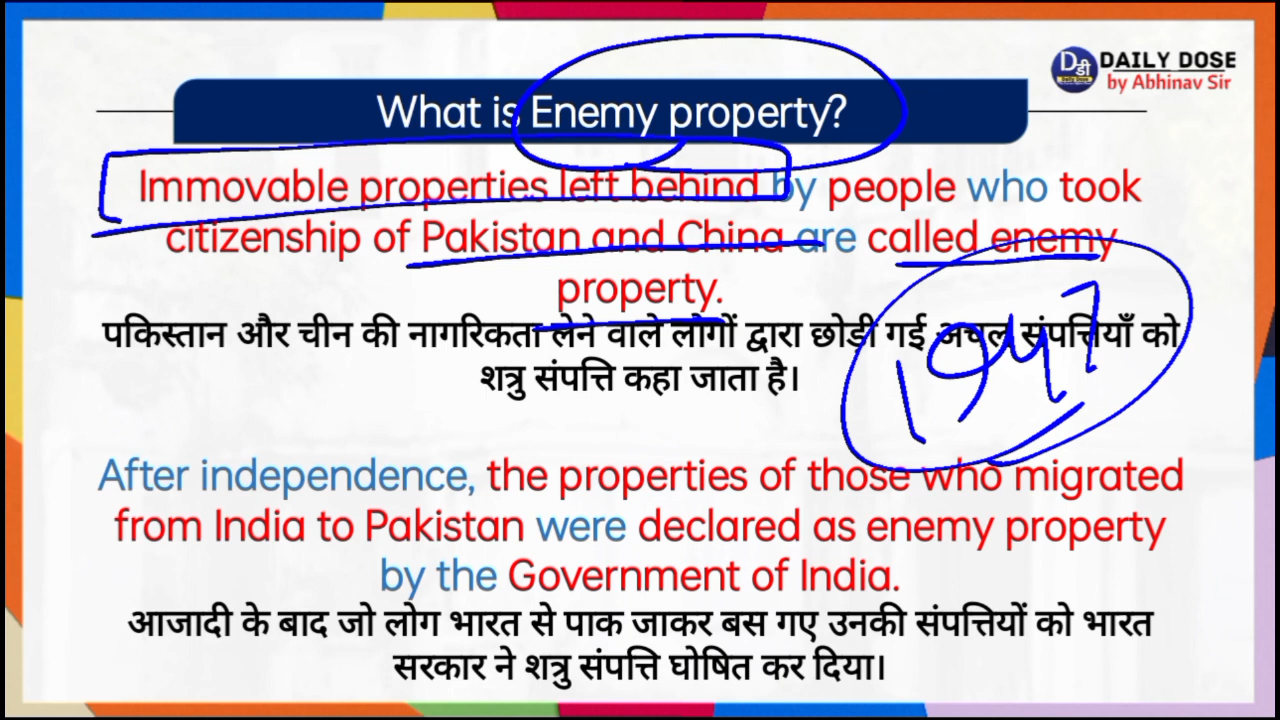 Dडी
Daily Dose
DAILY DOSE
by Abhinav Sir
What is Enemy property?
Immovable properties left behind by people who took
citizenship of Pakistan and China are called enemy
property.
पकिस्तान और चीन की नागरिकता लेने वाले लोगों द्वारा छोडी गई अचल संपत्तियाँ को
शत्रु संपत्ति कहा जाता है।
1947
After independence, the properties of those who migrated
from India to Pakistan were declared as enemy property
by the Government of India.
आजादी के बाद जो लोग भारत से पाक जाकर बस गए उनकी संपत्तियों को भारत
सरकार ने शत्रु संपत्ति घोषित कर दिया।